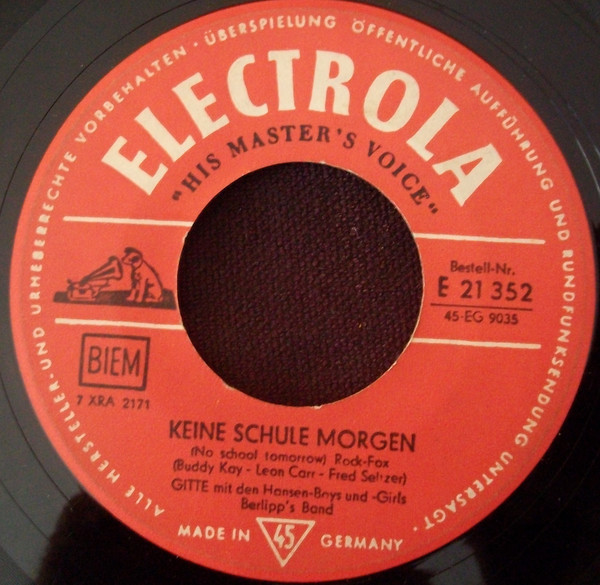 ALLE HERSTELLER- UND URHEBERRECHTE VORBEHALTEN · ÜBERSPIELUNG ÖFFENTLICHE AUFFÜHRUNG UND RUNDFUNKSENDUNG UNTERSAGT ·
ELECTROLA
"HIS MASTER'S VOICE"
Bestell-Nr.
E 21 352
45-EG 9035
BIEM
7 XRA 2171
KEINE SCHULE MORGEN
(No school tomorrow) Rock-Fox
(Buddy Kay - Leon Carr - Fred Seltzer)
GITTE mit den Hansen-Boys und -Girls
Berlipp's Band
MADE IN 45 GERMANY